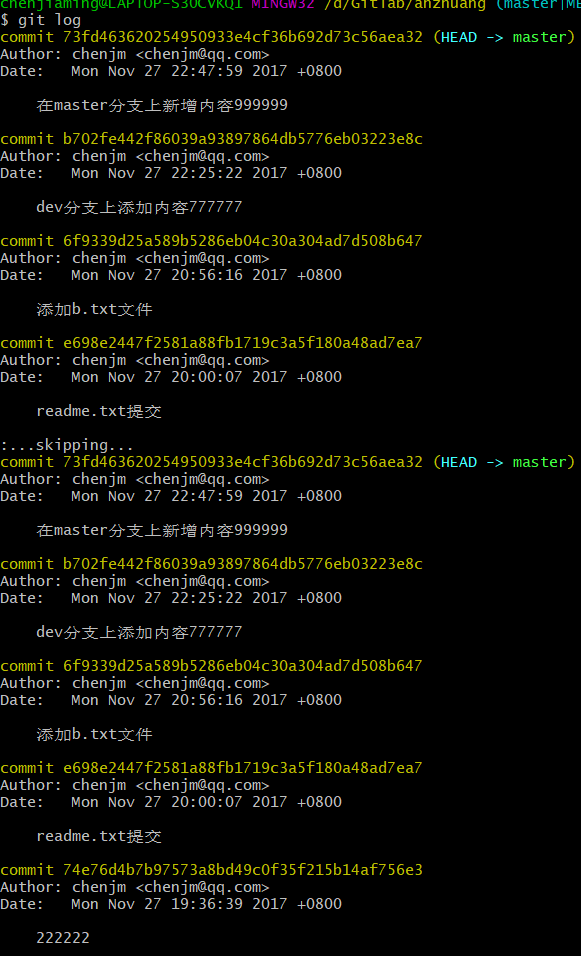 chenjiaming@LAPTOP-S3OCVKQI MINGW32 /d/GitLab/anzhuang (master|ME
$ git log
commit 73fd463620254950933e4cf36b692d73c56aea32 (HEAD -> master)
Author: chenjm <chenjm@qq.com>
Date:   Mon Nov 27 22:47:59 2017 +0800
在master分支上新增内容999999
commit b702fe442f86039a93897864db5776eb03223e8c
Author: chenjm <chenjm@qq.com>
Date:   Mon Nov 27 22:25:22 2017 +0800
dev分支上添加内容777777
commit 6f9339d25a589b5286eb04c30a304ad7d508b647
Author: chenjm <chenjm@qq.com>
Date:   Mon Nov 27 20:56:16 2017 +0800
添加b.txt文件
commit e698e2447f2581a88fb1719c3a5f180a48ad7ea7
Author: chenjm <chenjm@qq.com>
Date:   Mon Nov 27 20:00:07 2017 +0800
readme.txt提交
:...skipping...
commit 73fd463620254950933e4cf36b692d73c56aea32 (HEAD -> master)
Author: chenjm <chenjm@qq.com>
Date:   Mon Nov 27 22:47:59 2017 +0800
在master分支上新增内容999999
commit b702fe442f86039a93897864db5776eb03223e8c
Author: chenjm <chenjm@qq.com>
Date:   Mon Nov 27 22:25:22 2017 +0800
dev分支上添加内容777777
commit 6f9339d25a589b5286eb04c30a304ad7d508b647
Author: chenjm <chenjm@qq.com>
Date:   Mon Nov 27 20:56:16 2017 +0800
添加b.txt文件
commit e698e2447f2581a88fb1719c3a5f180a48ad7ea7
Author: chenjm <chenjm@qq.com>
Date:   Mon Nov 27 20:00:07 2017 +0800
readme.txt提交
commit 74e76d4b7b97573a8bd49c0f35f215b14af756e3
Author: chenjm <chenjm@qq.com>
Date:   Mon Nov 27 19:36:39 2017 +0800
222222